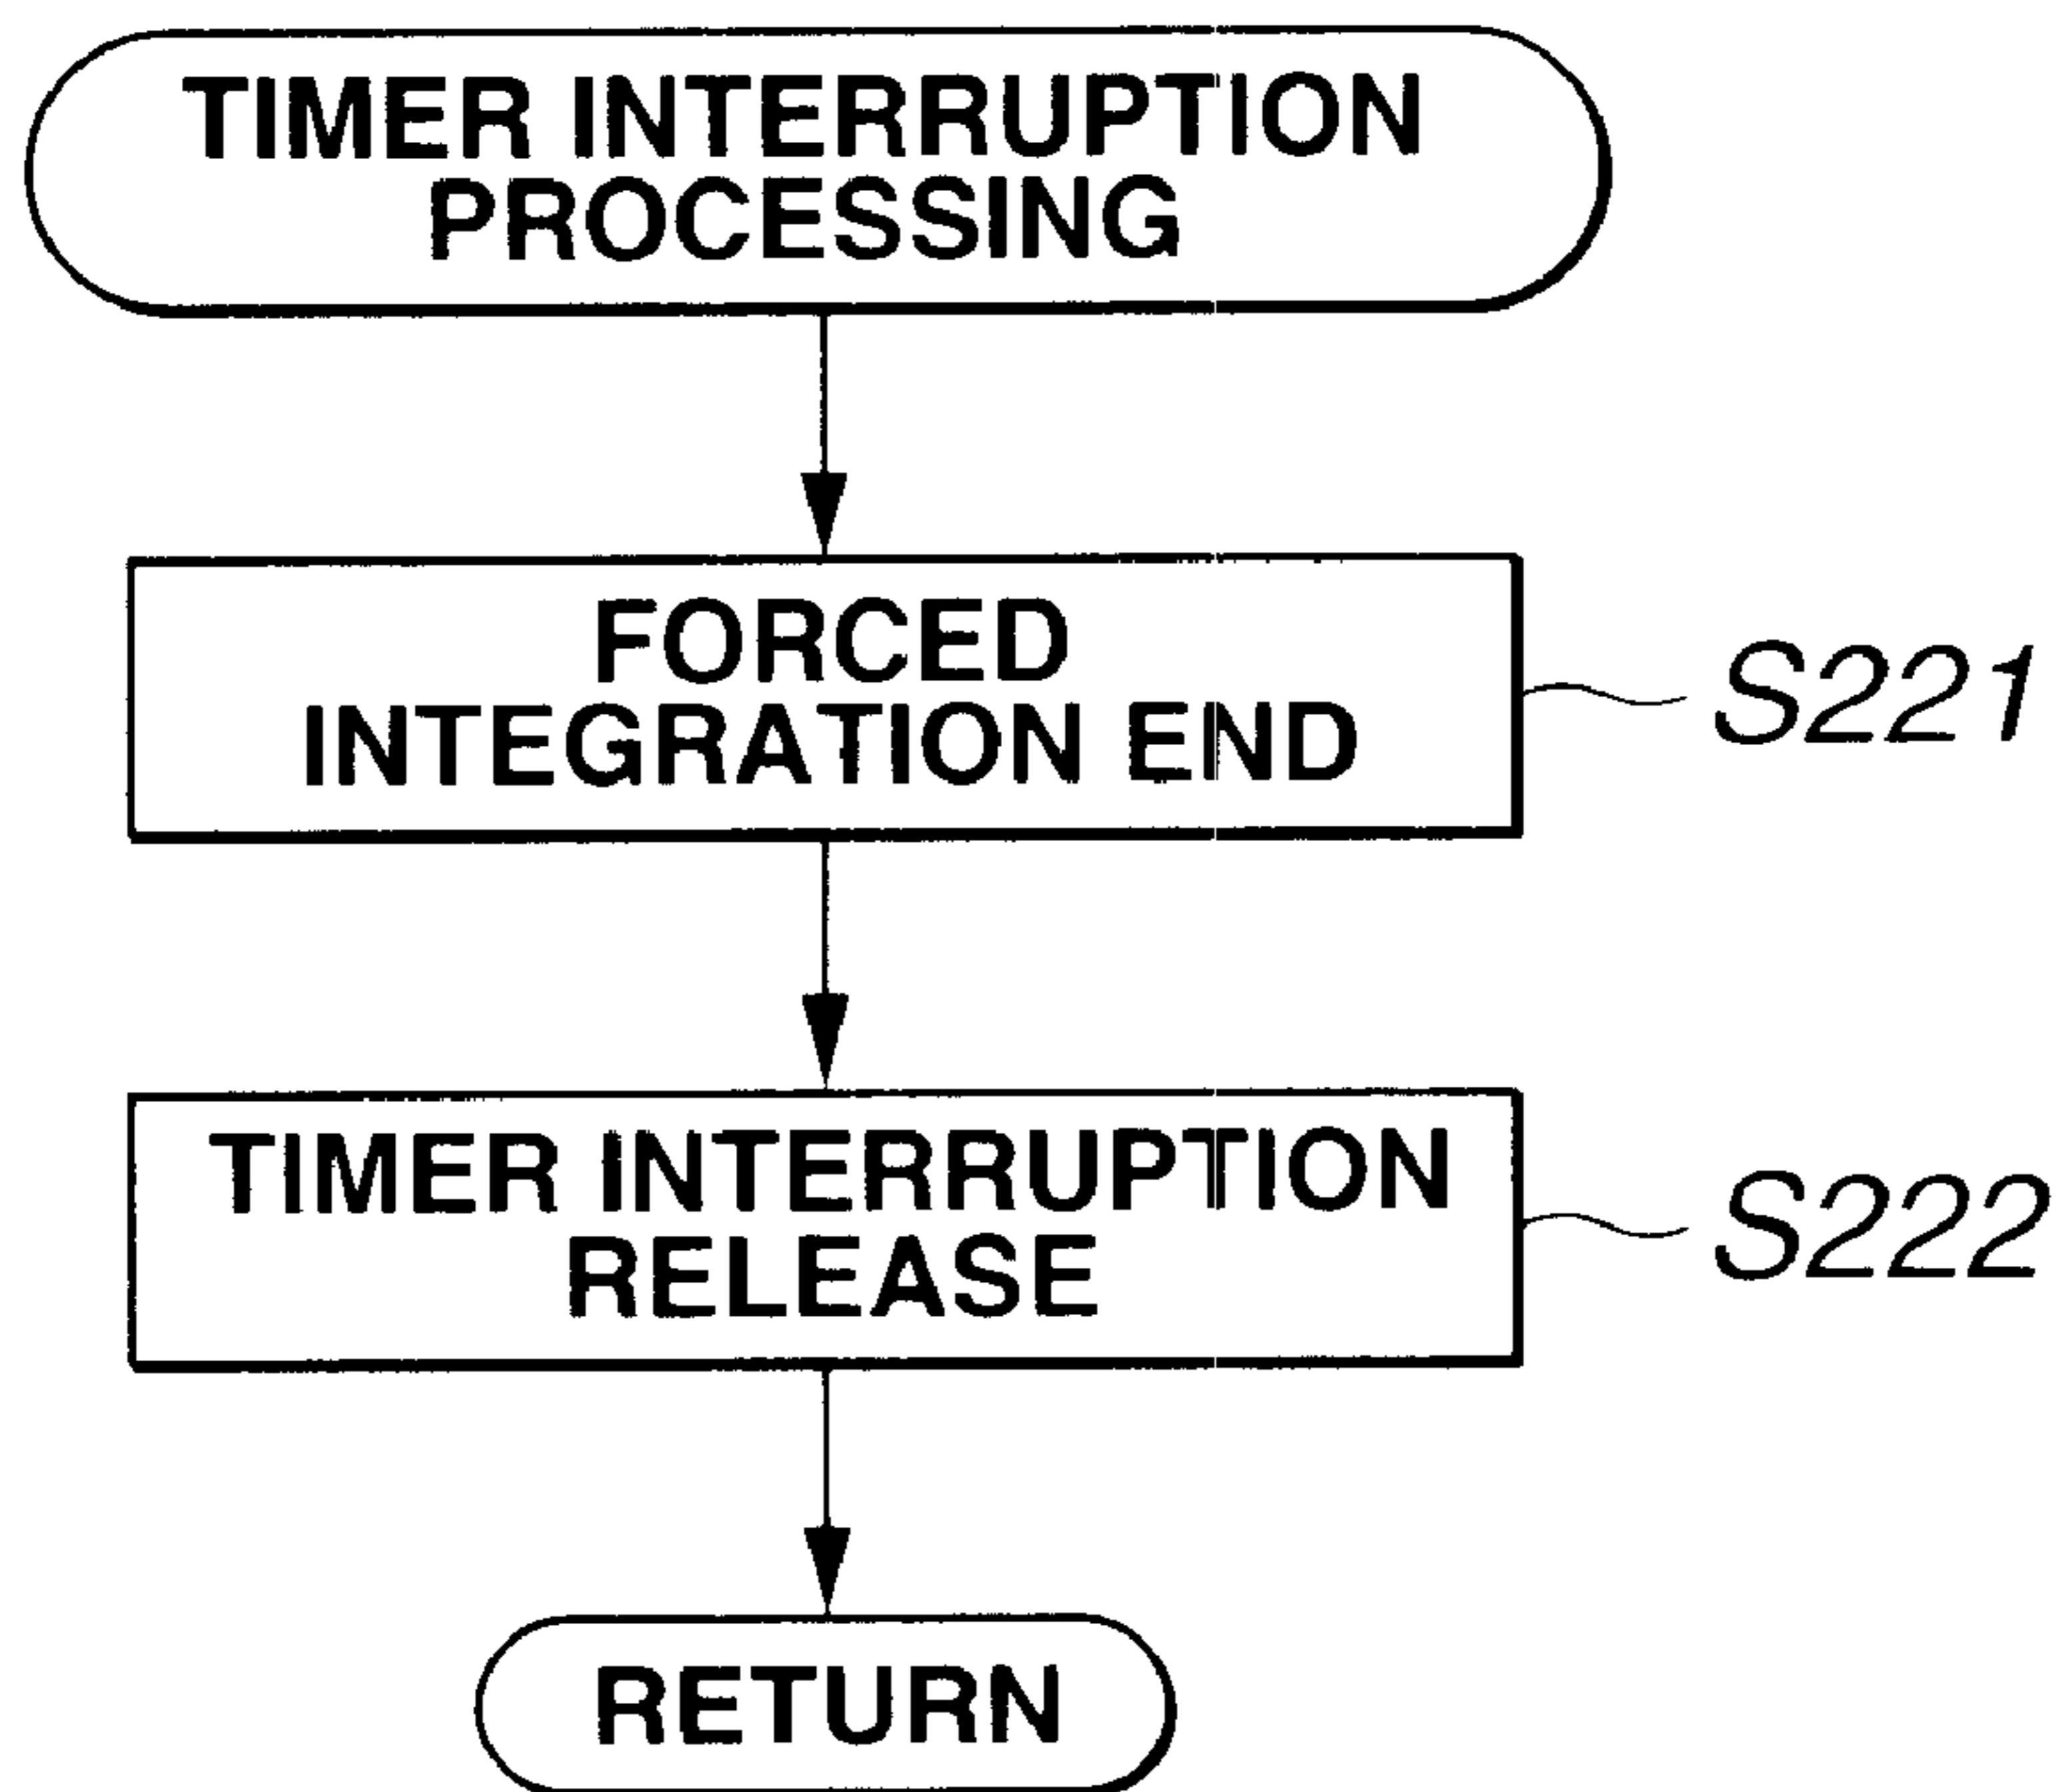 TIMER INTERRUPTION
PROCESSING
FORCED
INTEGRATION END
S221
TIMER INTERRUPTION
RELEASE
S222
RETURN